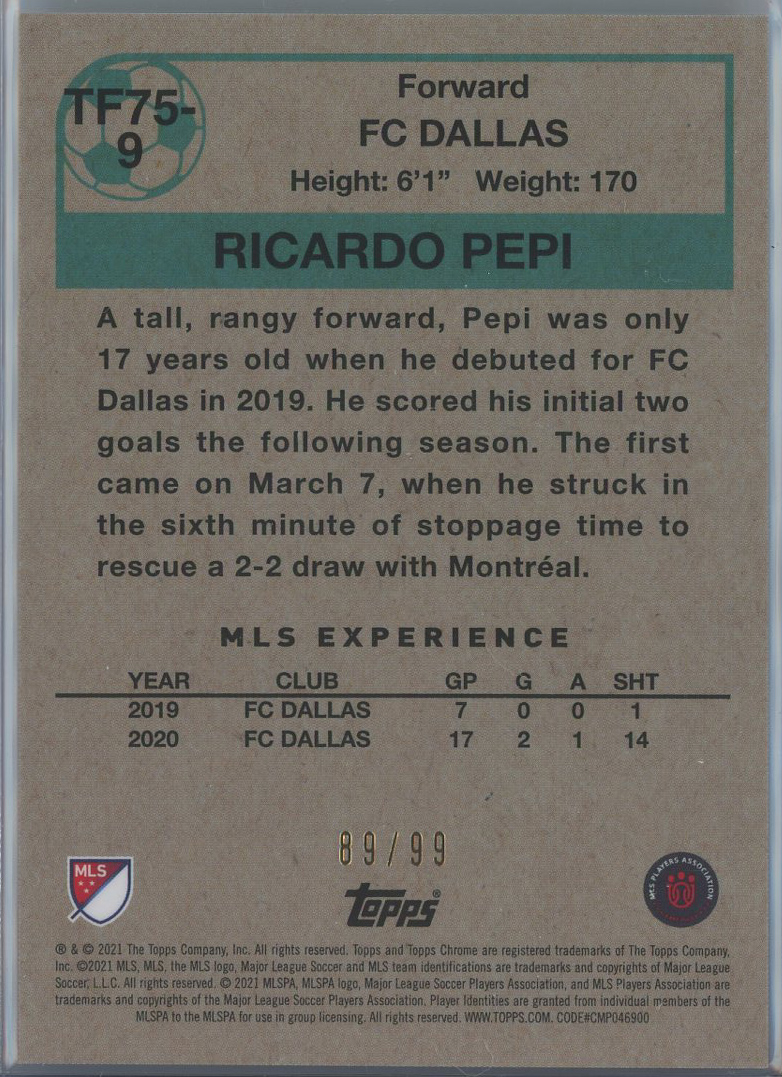 TF75-
9
Forward
FC DALLAS
Height: 6'1” Weight: 170
RICARDO PEPI
A tall, rangy forward, Pepi was only
17 years old when he debuted for FC
Dallas in 2019. He scored his initial two
goals the following season. The first
came on March 7, when he struck in
the sixth minute of stoppage time to
rescue a 2-2 draw with Montréal.
MLS EXPERIENCE
YEAR CLUB GP G A SHT
2019 FC DALLAS 7 0 0 1
2020 FC DALLAS 17 2 1 14
89/99
MLS
Topps®
MLS PLAYERS ASSOCIATION
® & © 2021 The Topps Company, Inc. All rights reserved. Topps and Topps Chrome are registered trademarks of The Topps Company,
Inc. ©2021 MLS, MLS, the MLS logo, Major League Soccer and MLS team identifications are trademarks and copyrights of Major League
Soccer, L.L.C. All rights reserved. © 2021 MLSPA, MLSPA logo, Major League Soccer Players Association, and MLS Players Association are
trademarks and copyrights of the Major League Soccer Players Association. Player Identities are granted from individual members of the
MLSPA to the MLSPA for use in group licensing. All rights reserved. WWW.TOPPS.COM. CODE#CMP046900